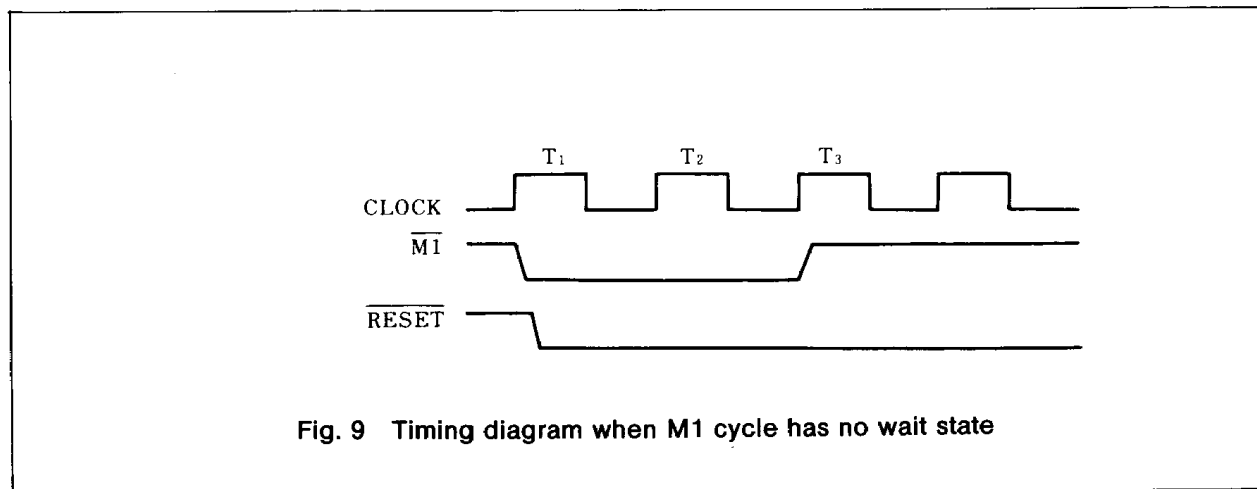 T₁ T₂ T₃
CLOCK
M1
RESET
Fig. 9 Timing diagram when M1 cycle has no wait state